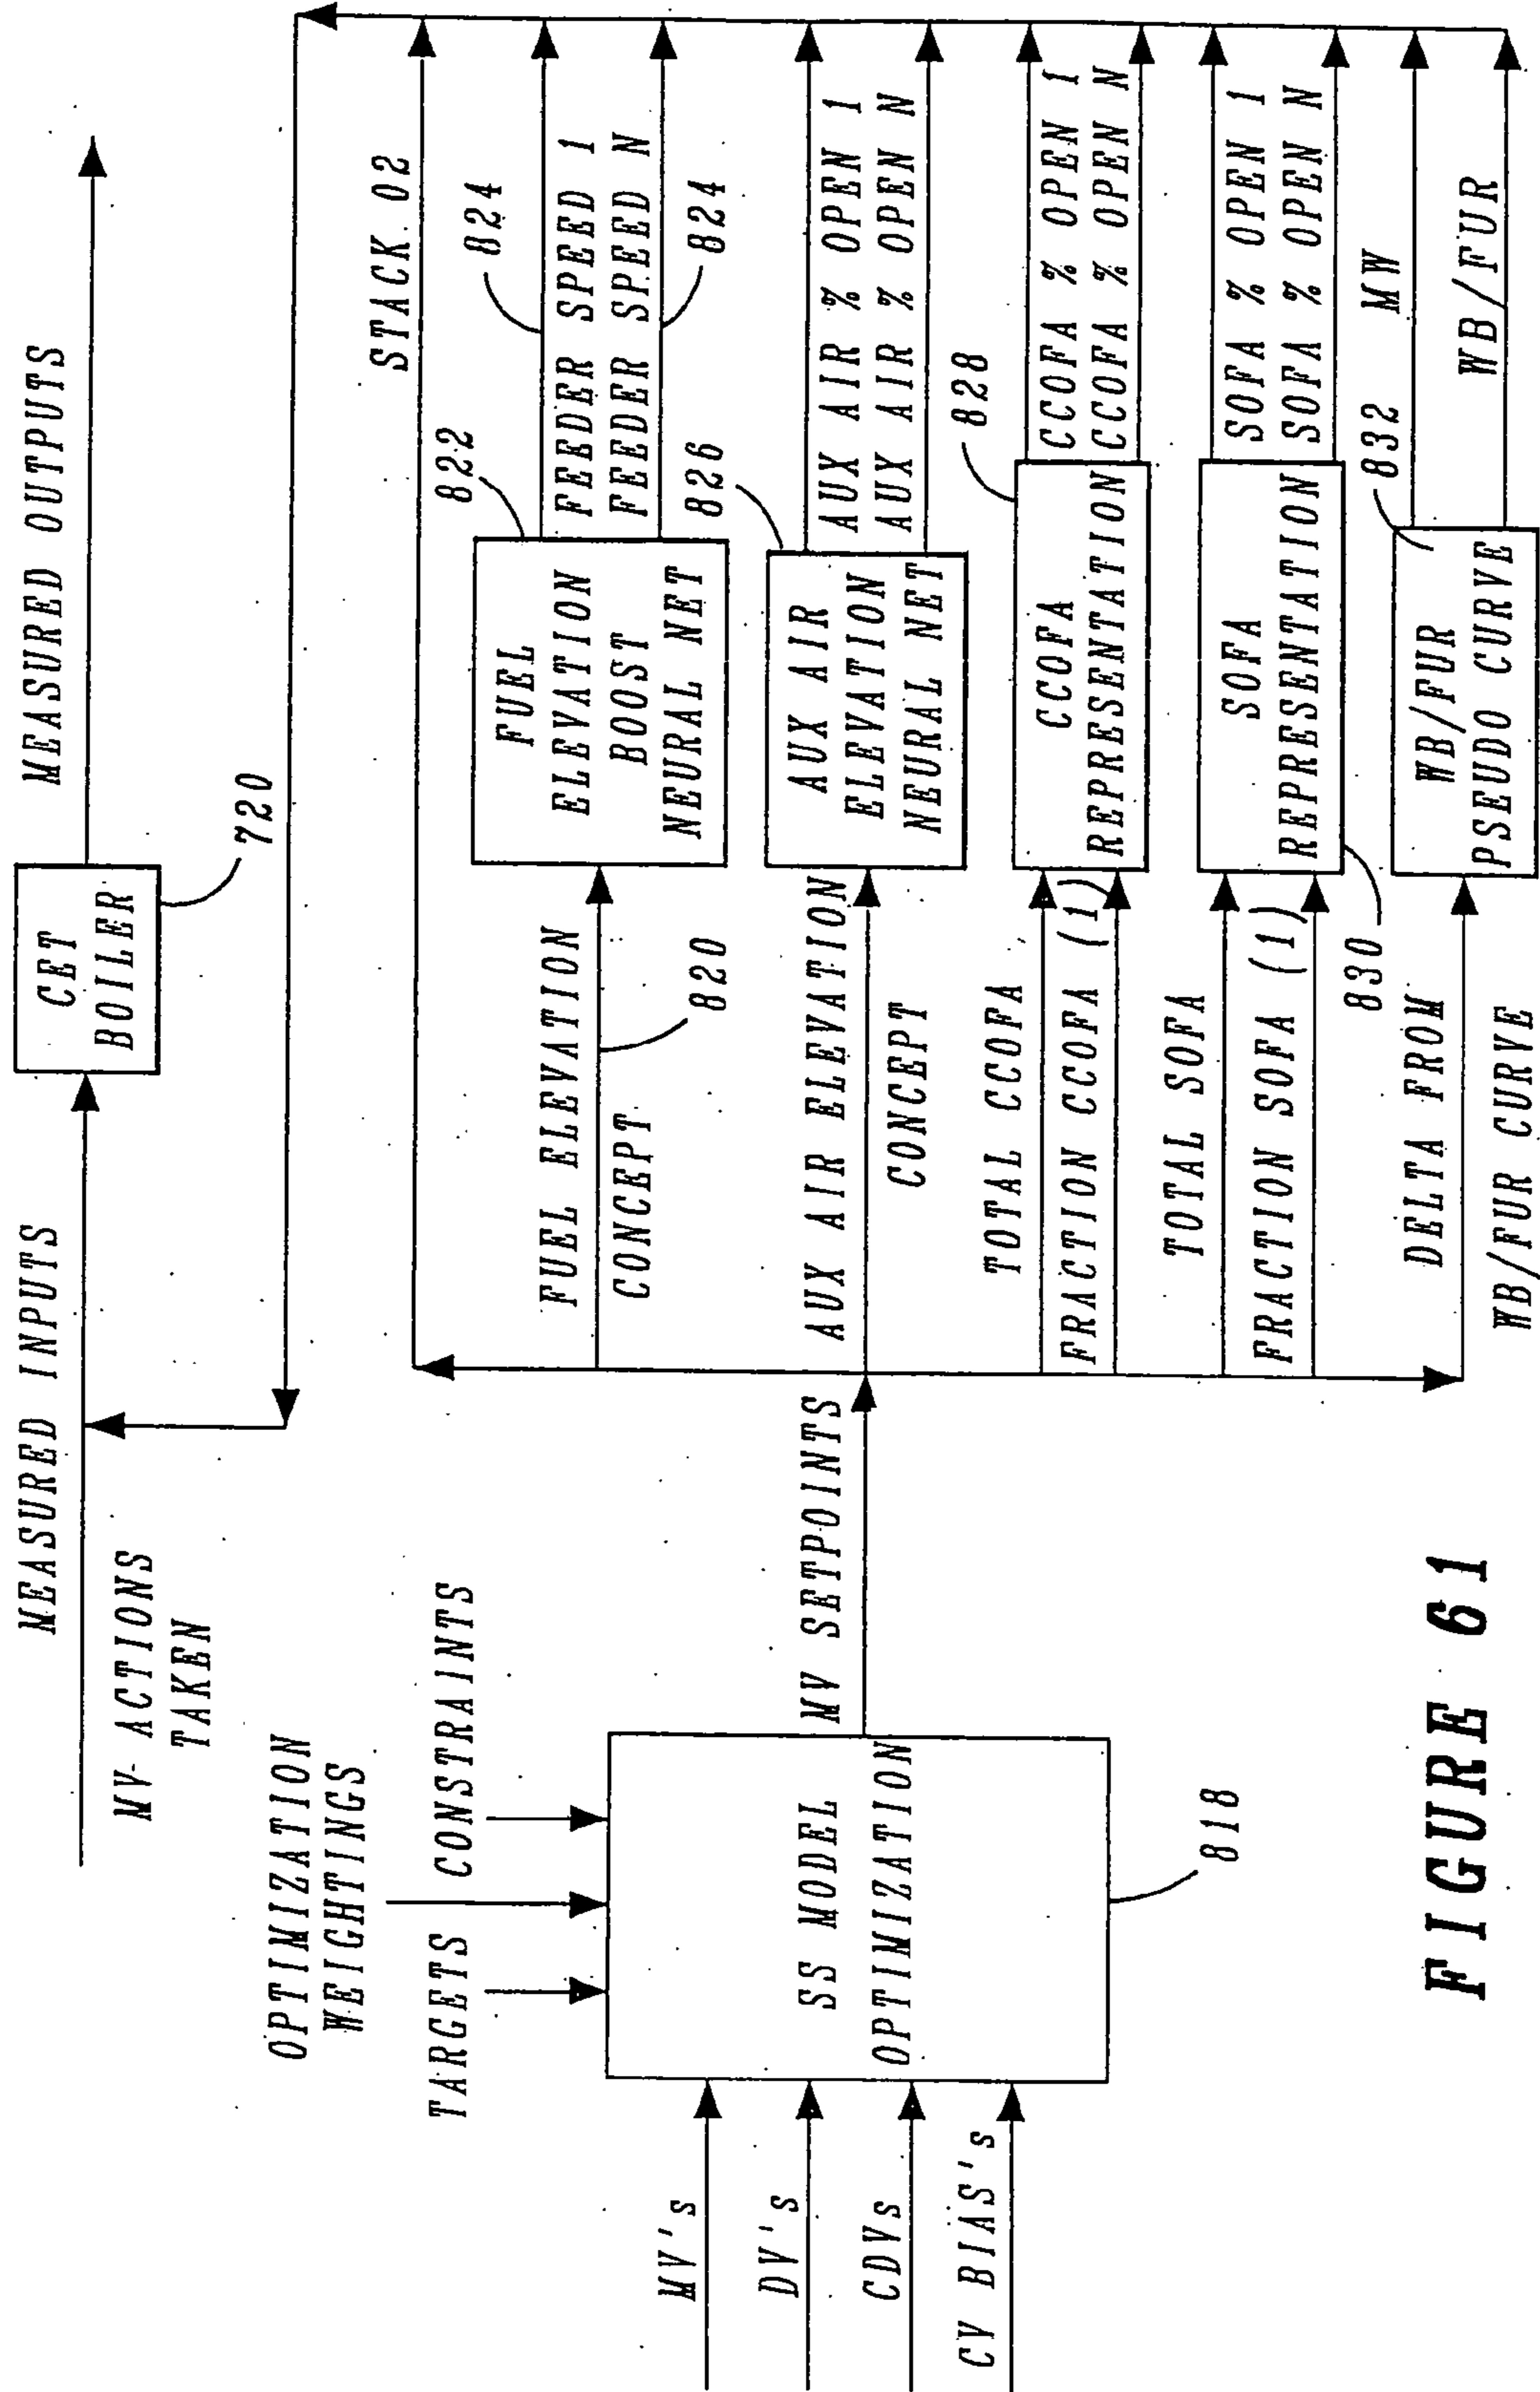 MEASURED INPUTS
MV ACTIONS
TAKEN
CET
BOILER
720
MEASURED OUTPUTS
OPTIMIZATION
WEIGHTINGS
TARGETS
CONSTRAINTS
MV's
DV's
CDVs
CV BIAS's
SS MODEL
OPTIMIZATION
818
MV SETPOINTS
STACK 02
FUEL ELEVATION
CONCEPT
820
FUEL
ELEVATION
BOOST
NEURAL NET
822
824
FEEDER SPEED 1
FEEDER SPEED N
824
AUX AIR ELEVATION
CONCEPT
AUX AIR
ELEVATION
NEURAL NET
826
AUX AIR % OPEN 1
AUX AIR % OPEN N
TOTAL CCOFA
FRACTION CCOFA (1)
CCOFA
REPRESENTATION
828
CCOFA % OPEN 1
CCOFA % OPEN N
TOTAL SOFA
FRACTION SOFA (1)
SOFA
REPRESENTATION
830
SOFA % OPEN 1
SOFA % OPEN N
DELTA FROM
WB/FUR CURVE
WB/FUR
PSEUDO CURVE
832
MW
WB/FUR
FIGURE 61